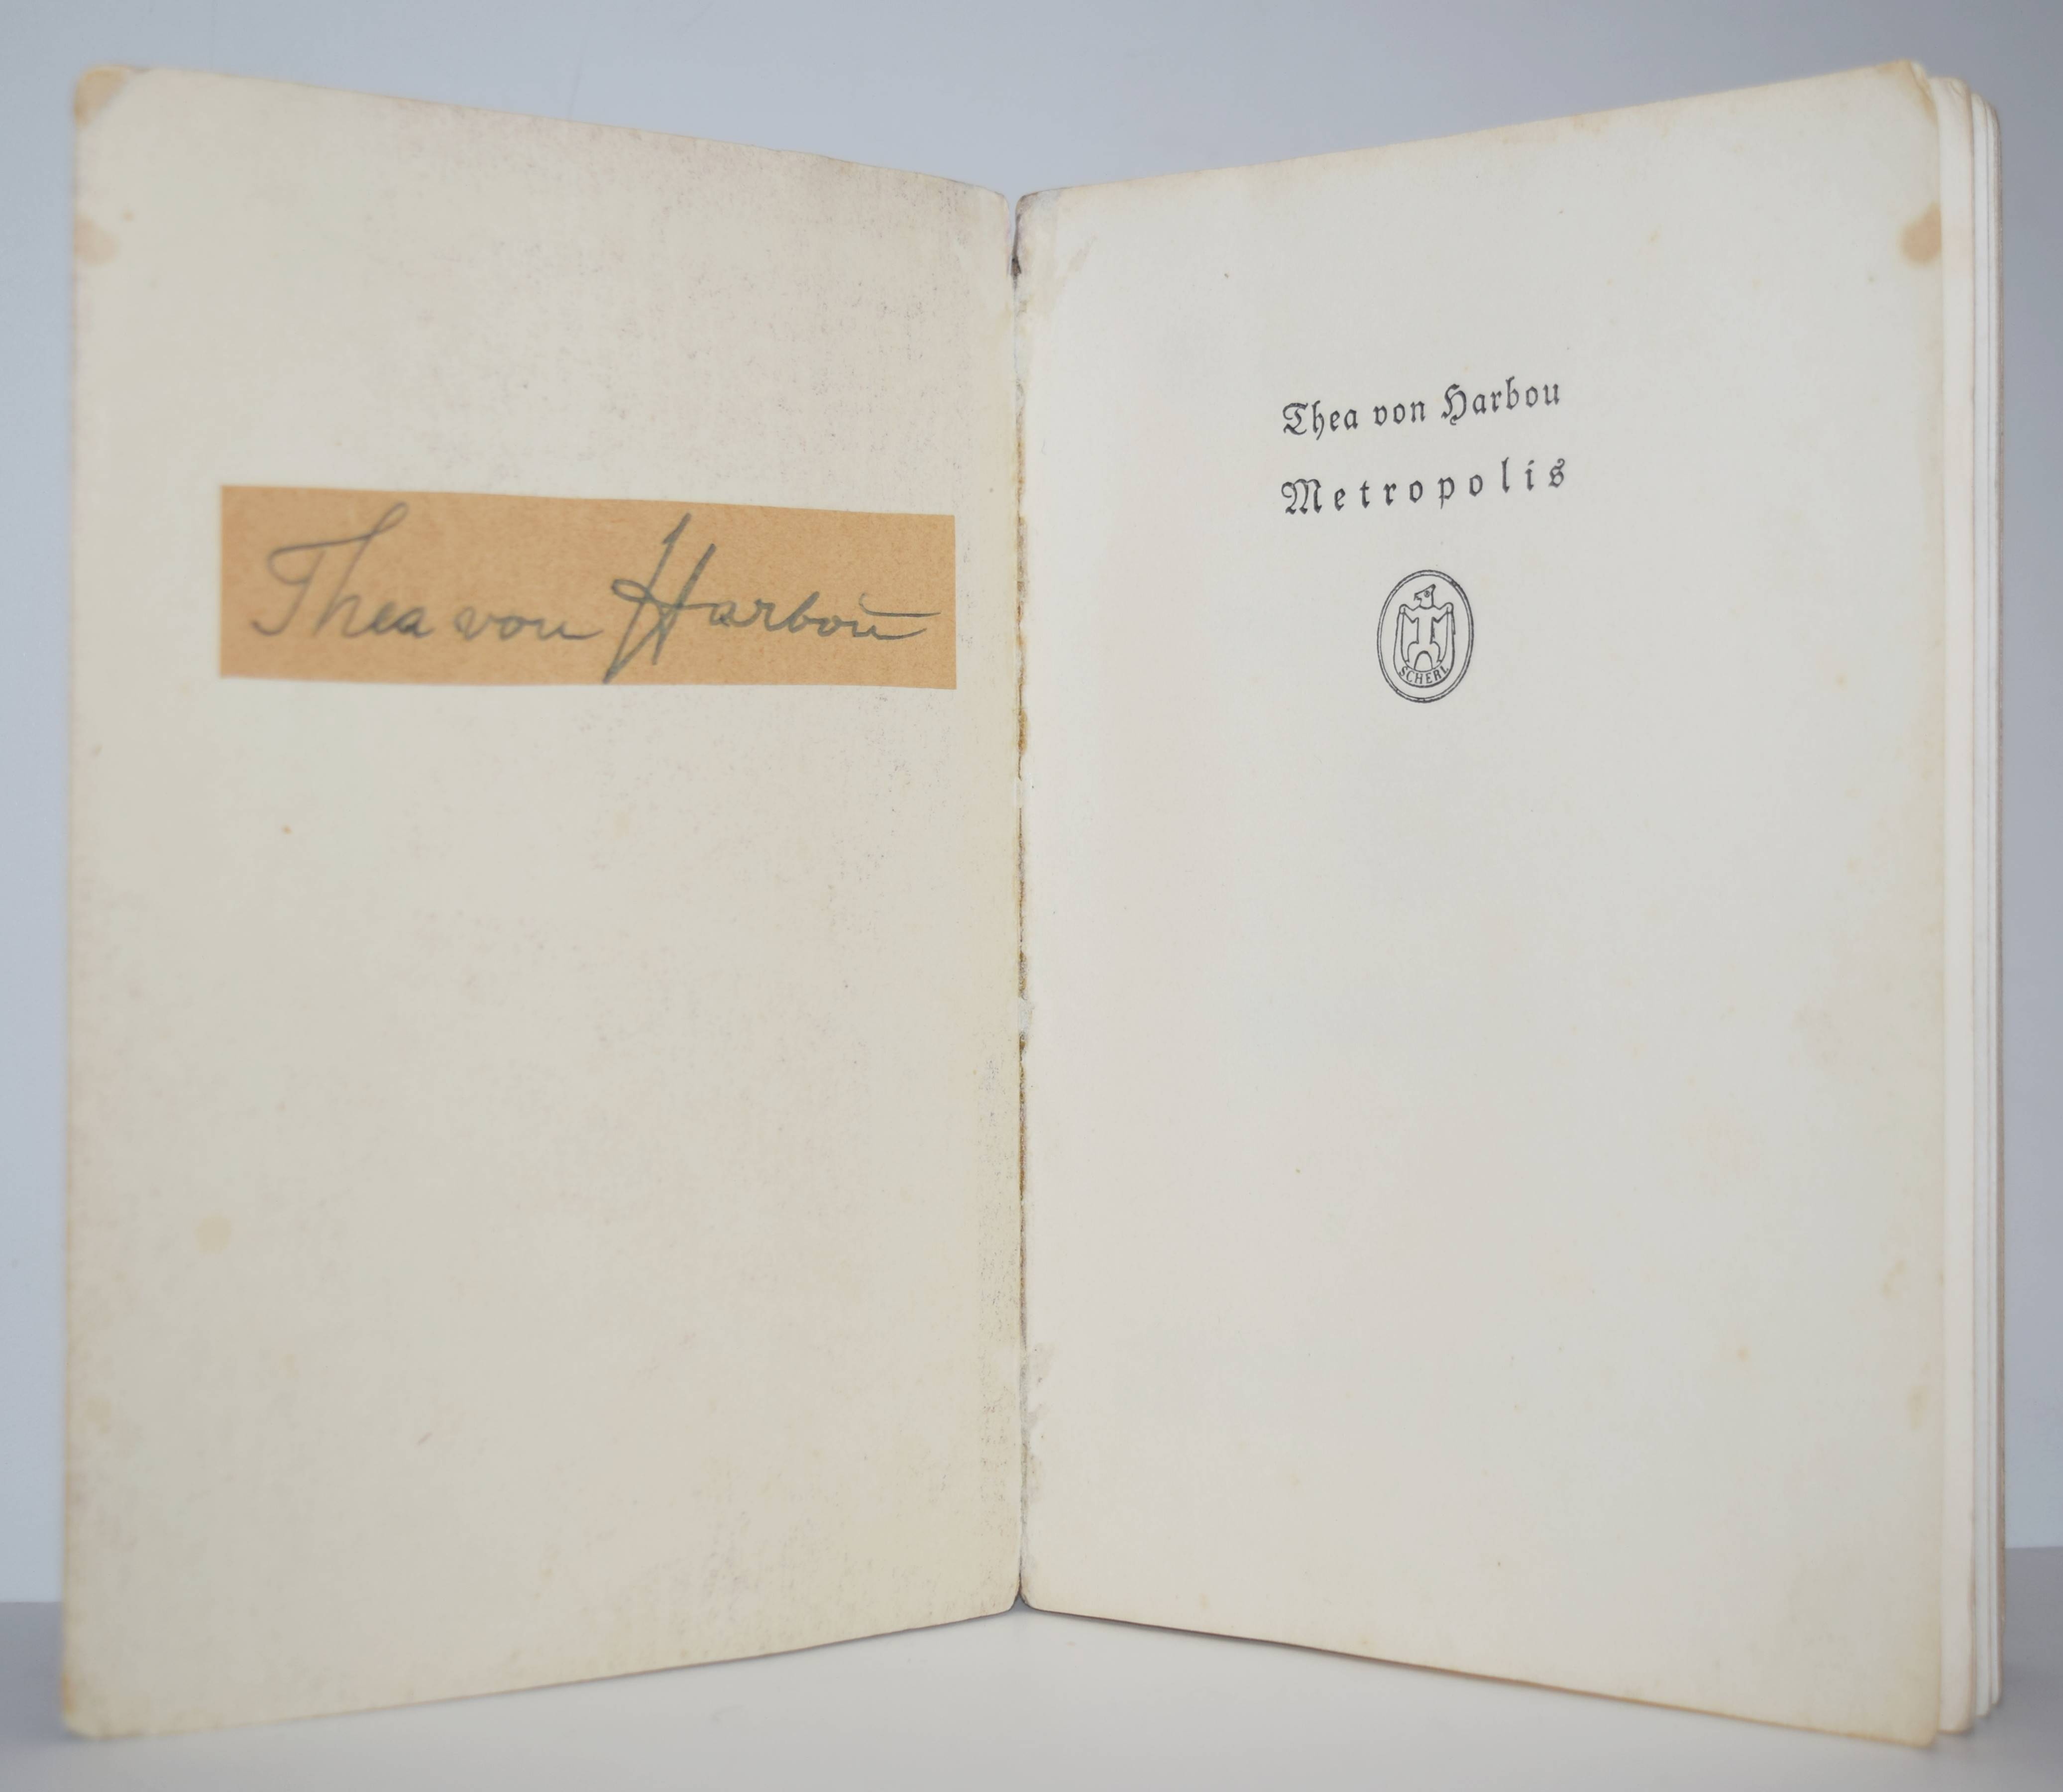 Thea von Harbou
Thea von Harbou
Metropolis
SCHERL